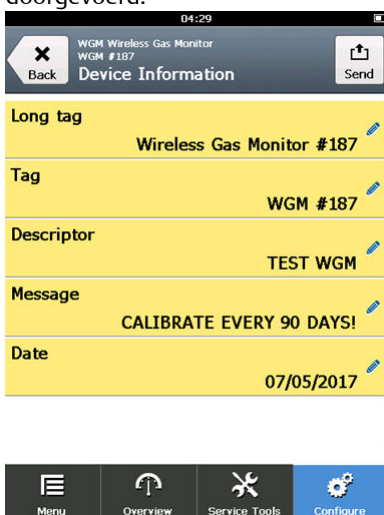 doorgevoerd.
04:29
WGM Wireless Gas Monitor
WGM #187
Back
Device Information
Send
Long tag
Wireless Gas Monitor #187
Tag
WGM #187
Descriptor
TEST WGM
Message
CALIBRATE EVERY 90 DAYS!
Date
07/05/2017
Menu
Overview
Service Tools
Configure